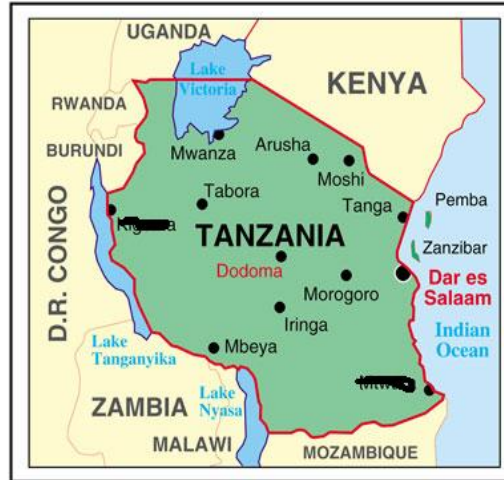 UGANDA
Lake
Victoria
KENYA
RWANDA
BURUNDI
Mwanza
Arusha
Moshi
Tabora
Tanga
Pemba
TANZANIA
Zanzibar
D.R. CONGO
Dodoma
Dar es
Salaam
Morogoro
Iringa
Indian
Ocean
Lake
Tanganyika
Mbeya
Lake
Nyasa
ZAMBIA
MALAWI
MOZAMBIQUE